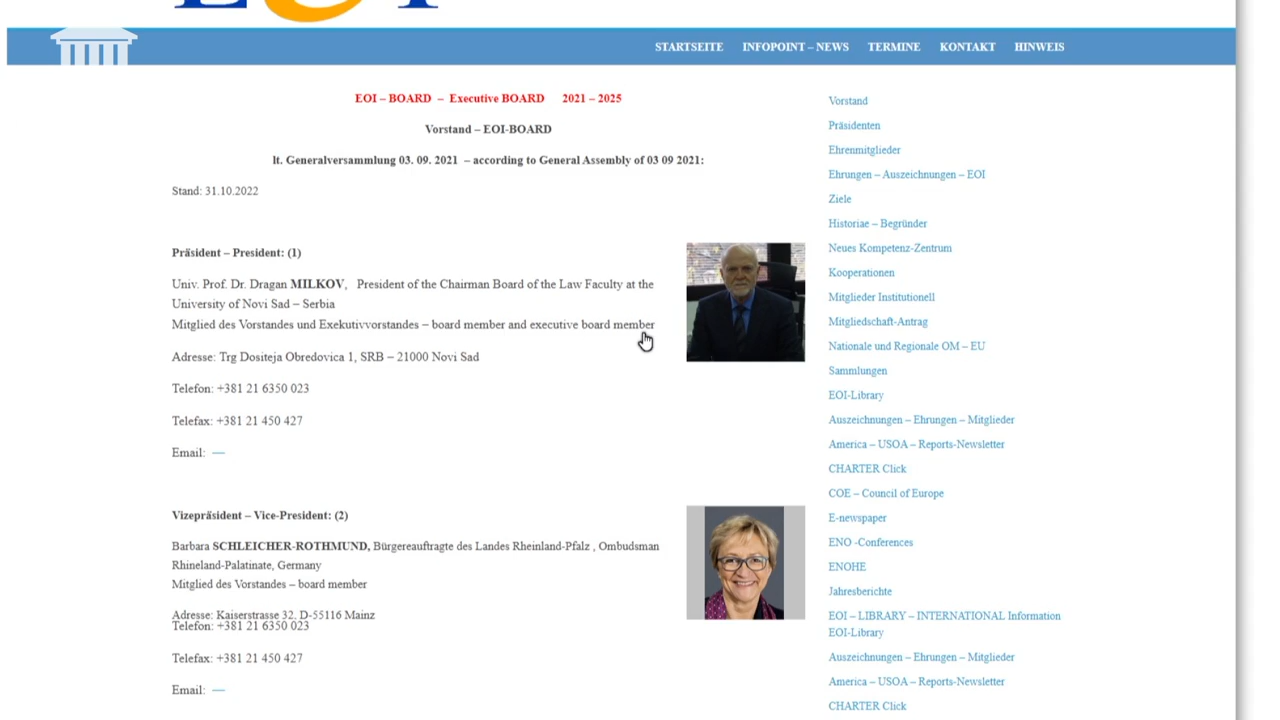 STARTSEITE INFOPOINT – NEWS TERMINE KONTAKT HINWEIS
EOI – BOARD – Executive BOARD 2021 – 2025
Vorstand – EOI-BOARD
lt. Generalversammlung 03. 09. 2021 – according to General Assembly of 03 09 2021:
Stand: 31.10.2022
Präsident – President: (1)
Univ. Prof. Dr. Dragan MILKOV, President of the Chairman Board of the Law Faculty at the
University of Novi Sad – Serbia
Mitglied des Vorstandes und Exekutivvorstandes – board member and executive board member
Adresse: Trg Dositeja Obredovica 1, SRB – 21000 Novi Sad
Telefon: +381 21 6350 023
Telefax: +381 21 450 427
Email: —
Vizepräsident – Vice-President: (2)
Barbara SCHLEICHER-ROTHMUND, Bürgereauftragte des Landes Rheinland-Pfalz , Ombudsman
Rhineland-Palatinate, Germany
Mitglied des Vorstandes – board member
Adresse: Kaiserstrasse 32, D-55116 Mainz
Telefon: +381 21 6350 023
Telefax: +381 21 450 427
Email: —
Vorstand
Präsidenten
Ehrenmitglieder
Ehrungen – Auszeichnungen – EOI
Ziele
Historiae – Begründer
Neues Kompetenz-Zentrum
Kooperationen
Mitglieder Institutionell
Mitgliedschaft-Antrag
Nationale und Regionale OM – EU
Sammlungen
EOI-Library
Auszeichnungen – Ehrungen – Mitglieder
America – USOA – Reports-Newsletter
CHARTER Click
COE – Council of Europe
E-newspaper
ENO -Conferences
ENOHE
Jahresberichte
EOI – LIBRARY – INTERNATIONAL Information
EOI-Library
Auszeichnungen – Ehrungen – Mitglieder
America – USOA – Reports-Newsletter
CHARTER Click